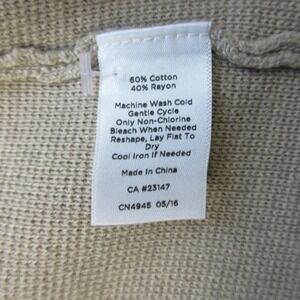 60% Cotton
40% Rayon
Machine Wash Cold
Gentle Cycle
Only Non-Chlorine
Bleach When Needed
Reshape, Lay Flat To
Dry
Cool Iron If Needed
Made In China
CA #23147
CN4945 05/16